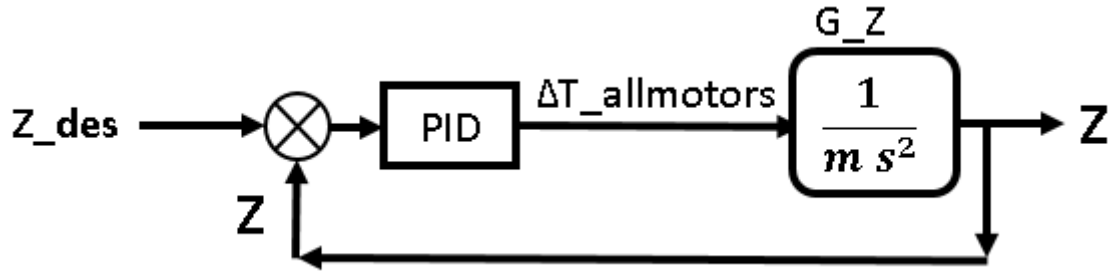 G_Z
Z_des
PID
ΔT_allmotors
1
m s²
Z
Z